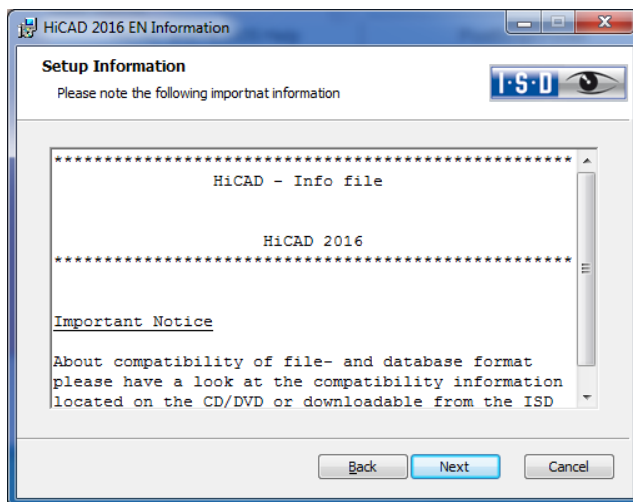 HiCAD 2016 EN Information
Setup Information
Please note the following importnat information
I·S·D
****************************************************
HiCAD - Info file
HiCAD 2016
****************************************************
Important Notice
About compatibility of file- and database format
please have a look at the compatibility information
located on the CD/DVD or downloadable from the ISD
Back
Next
Cancel